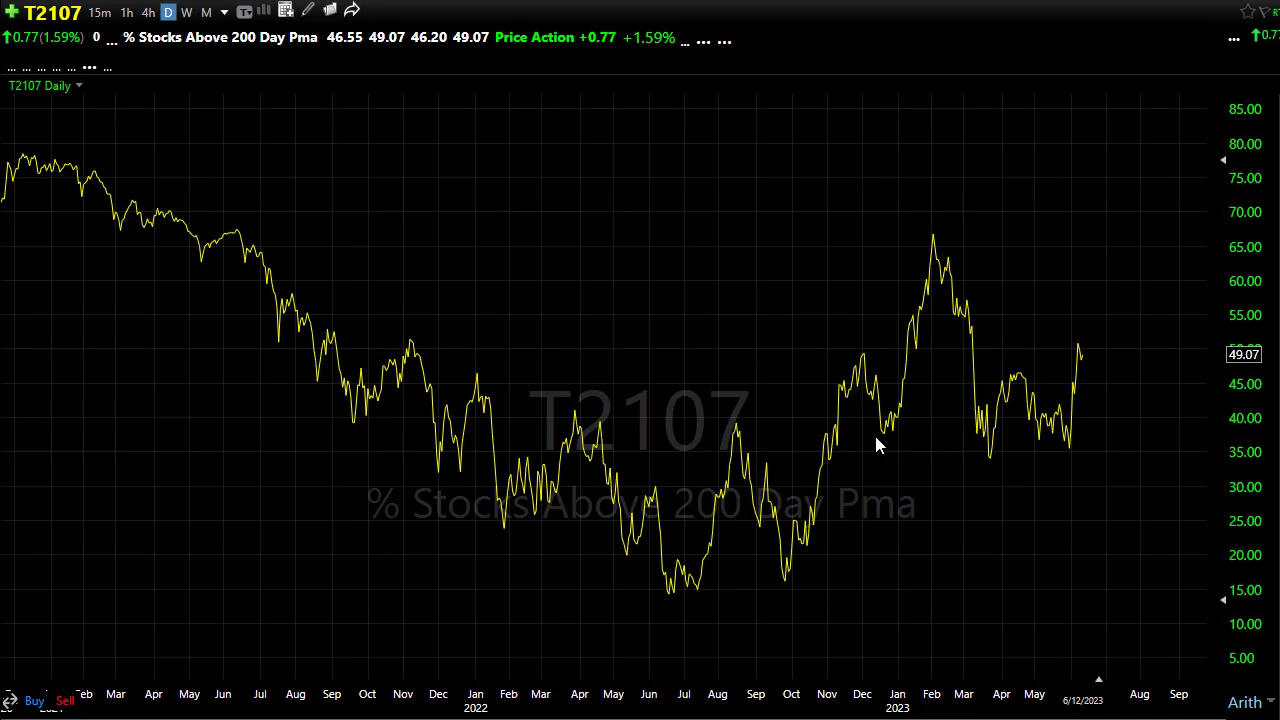 T2107 15m 1h 4h D W M
↑0.77(1.59%) 0 ... % Stocks Above 200 Day Pma 46.55 49.07 46.20 49.07 Price Action +0.77 +1.59% ... ... ... ... ↑0.77
... ... ... ... ... ... ...
T2107 Daily
85.00
80.00
75.00
70.00
65.00
60.00
55.00
49.07
45.00
40.00
35.00
30.00
25.00
20.00
15.00
10.00
5.00
T2107
% Stocks Above 200 Day Pma
Mar Apr May Jun Jul Aug Sep Oct Nov Dec Jan Feb Mar Apr May Jun Jul Aug Sep Oct Nov Dec Jan Feb Mar Apr May 6/12/2023 Aug Sep
2022 2023
Buy Sell
Arith